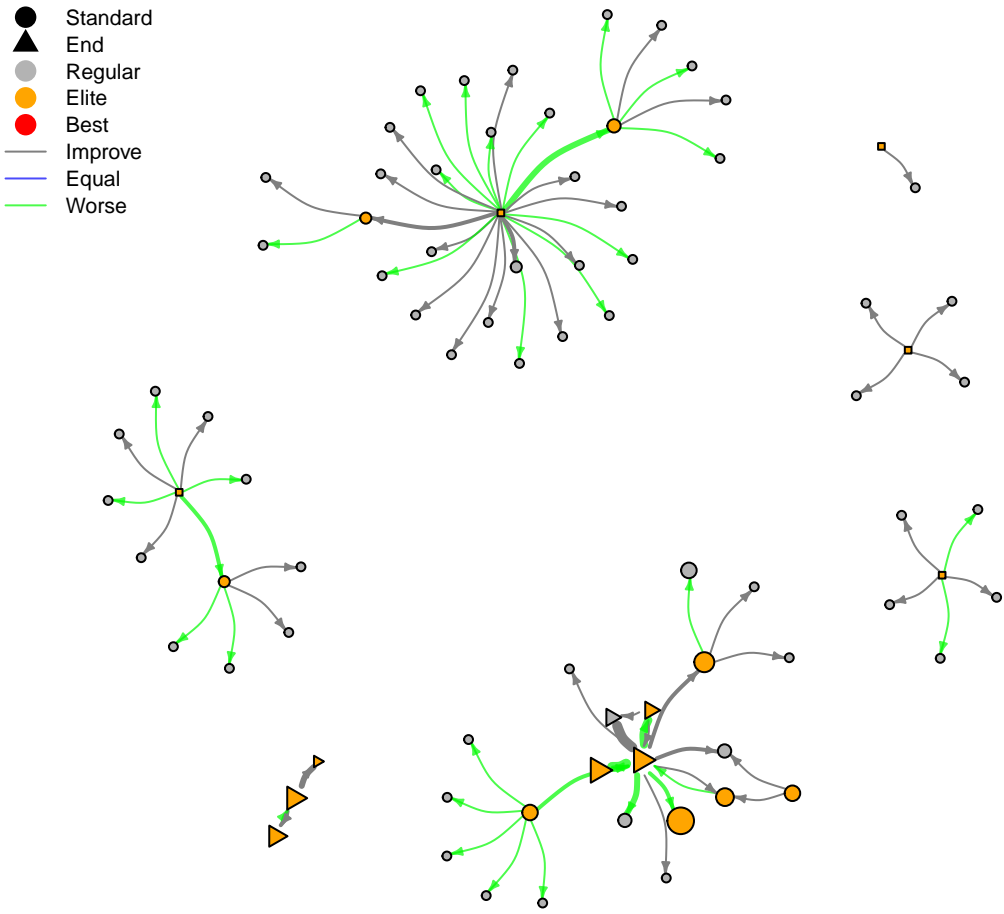 Standard
End
Regular
Elite
Best
Improve
Equal
Worse